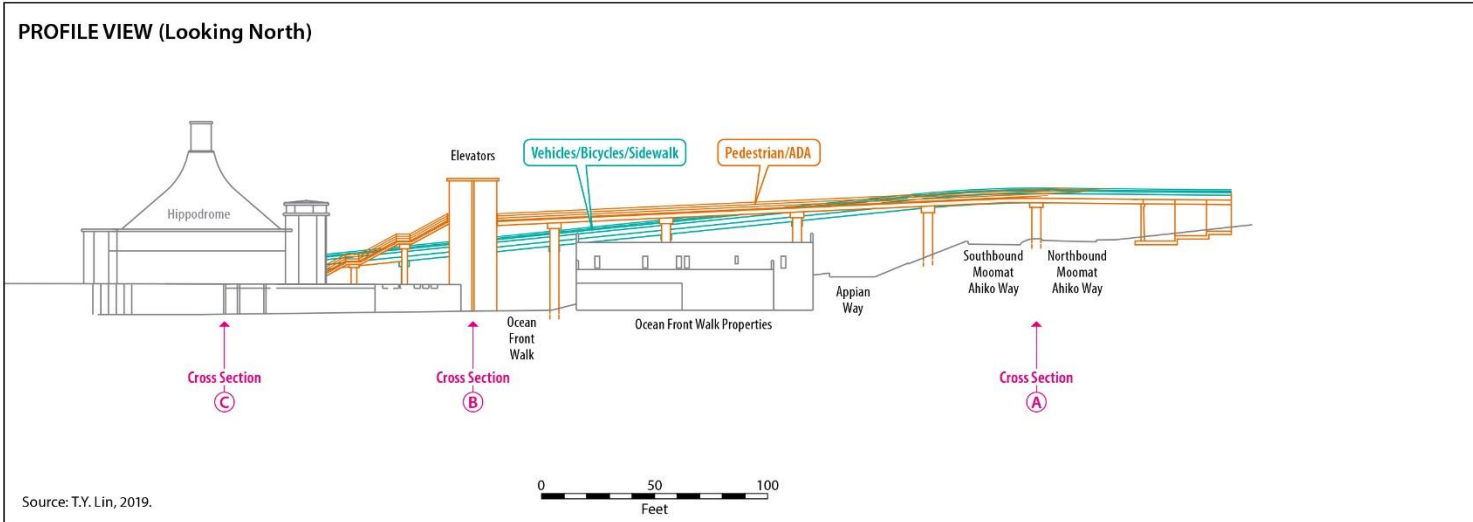 PROFILE VIEW (Looking North)
Elevators
Vehicles/Bicycles/Sidewalk
Pedestrian/ADA
Hippodrome
Southbound
Moomat
Ahiko Way
Northbound
Moomat
Ahiko Way
Appian
Way
Ocean
Front
Walk
Ocean Front Walk Properties
Cross Section
C
Cross Section
B
Cross Section
A
0 50 100
Feet
Source: T.Y. Lin, 2019.